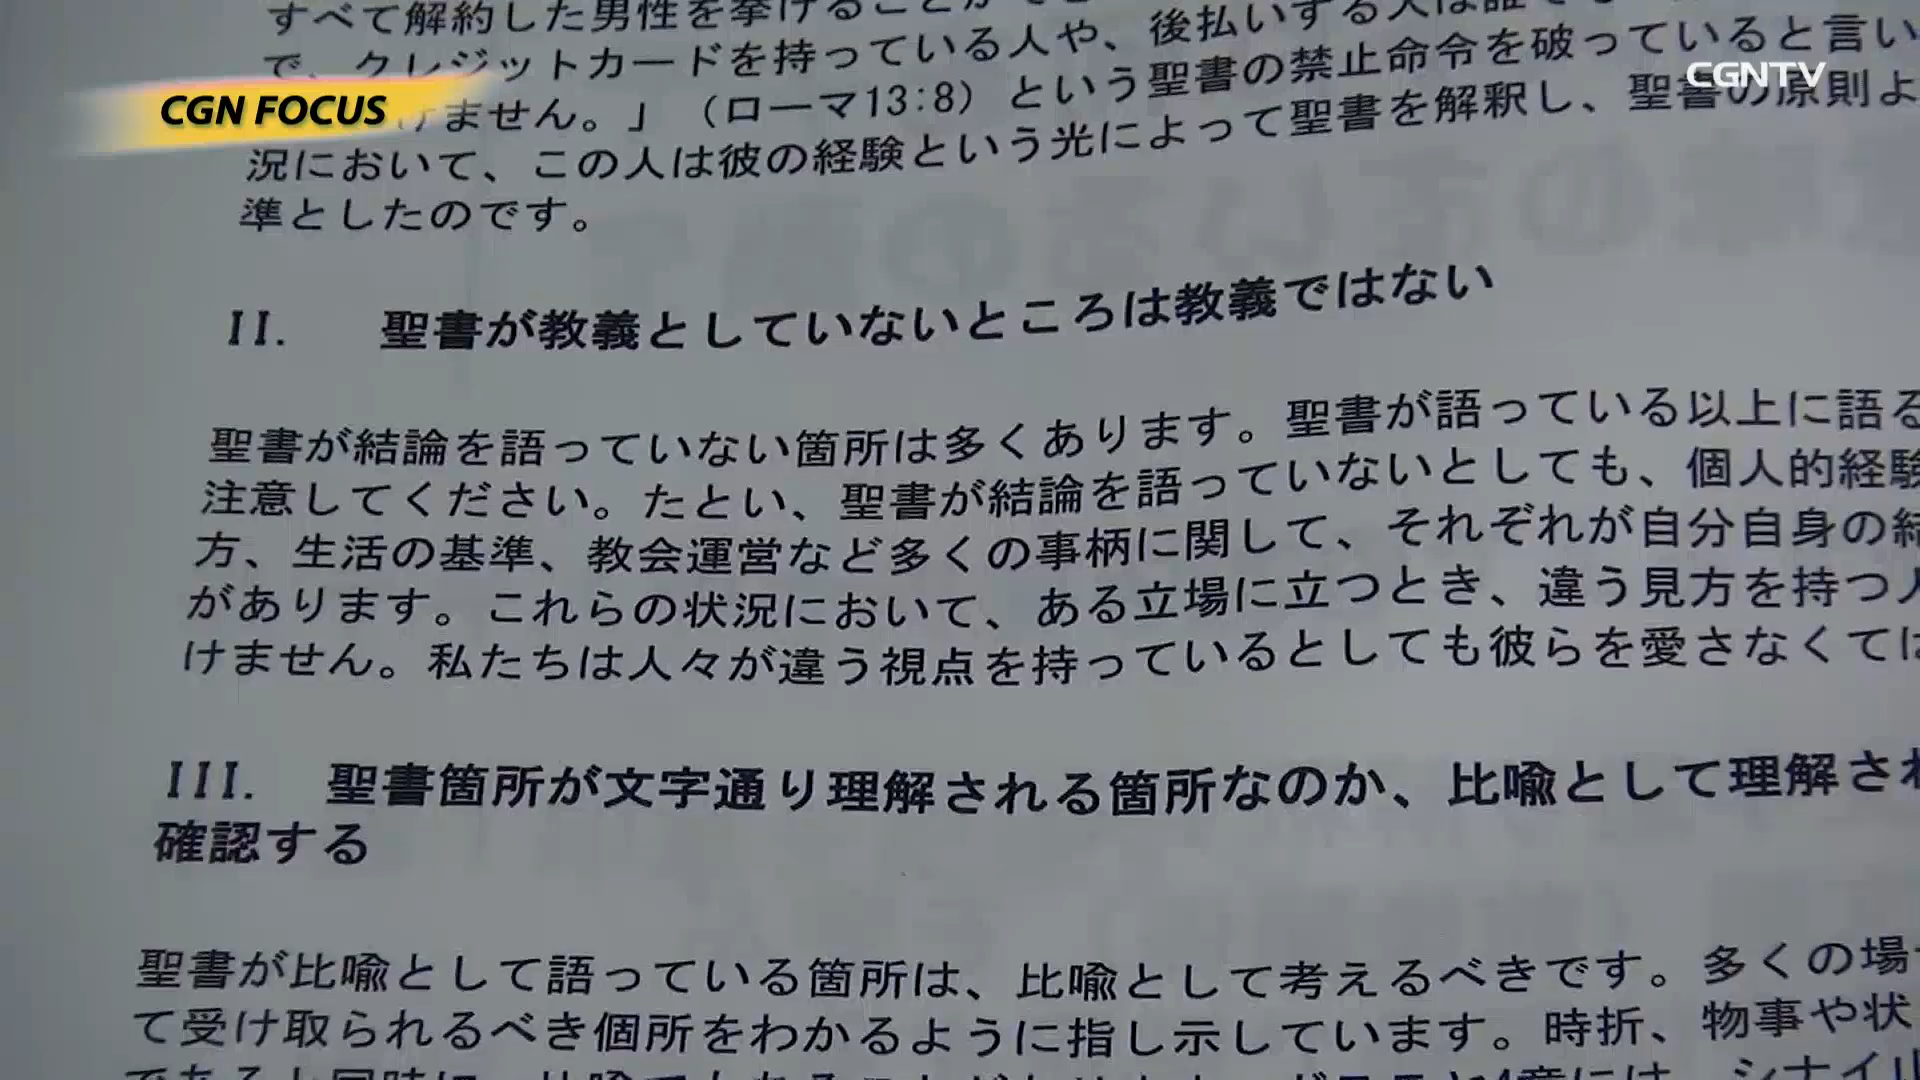 すべて解約した男性を挙げることが
で、クレジットカードを持っている人や、後払いする人は誰で
CGN FOCUS
CGNTV
けません。」（ローマ13:8）という聖書の禁止命令を破っていると言い
況において、この人は彼の経験という光によって聖書を解釈し、聖書の原則よ
準としたのです。
II. 聖書が教義としていないところは教義ではない
聖書が結論を語っていない箇所は多くあります。聖書が語っている以上に語る
注意してください。たとい、聖書が結論を語っていないとしても、個人的経験
方、生活の基準、教会運営など多くの事柄に関して、それぞれが自分自身の結
があります。これらの状況において、ある立場に立つとき、違う見方を持つ人
けません。私たちは人々が違う視点を持っているとしても彼らを愛さなくては
III. 聖書箇所が文字通り理解される箇所なのか、比喩として理解され
確認する
聖書が比喩として語っている箇所は、比喩として考えるべきです。多くの場
て受け取られるべき個所をわかるように指し示しています。時折、物事や状